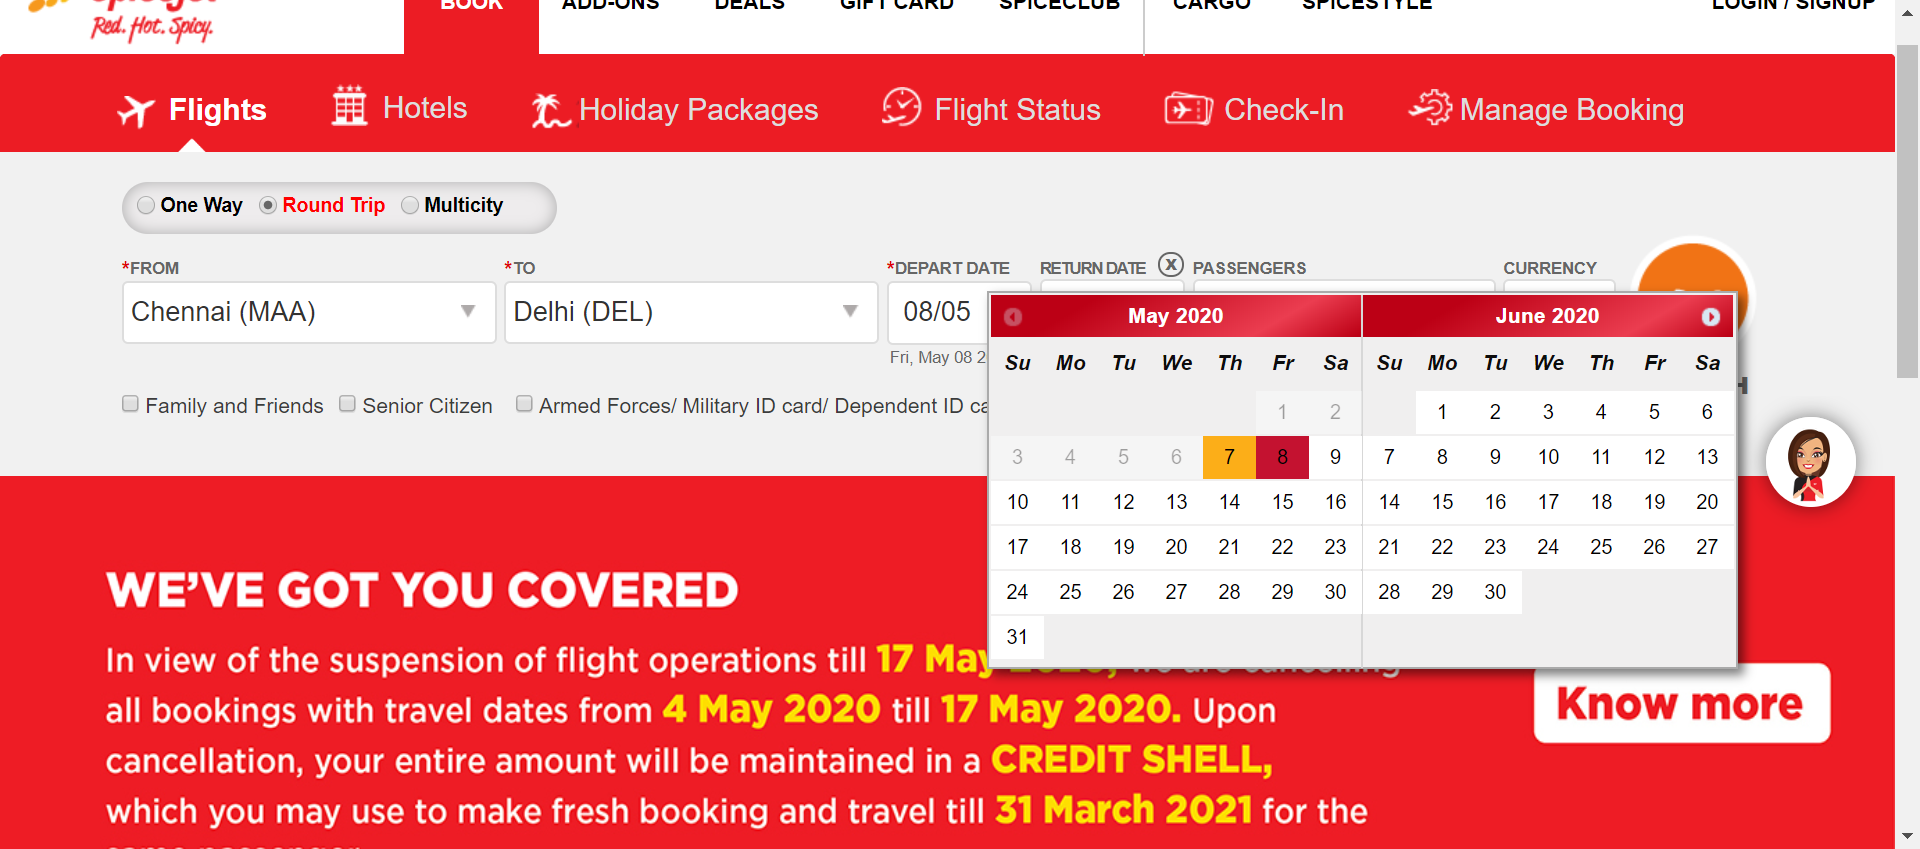 spicejet
Red. Hot. Spicy.
BOOK ADD-ONS DEALS GIFT CARD SPICECLUB CARGO SPICESTYLE LOGIN / SIGNUP
Flights Hotels Holiday Packages Flight Status Check-In Manage Booking
One Way Round Trip Multicity
*FROM *TO *DEPART DATE RETURN DATE X PASSENGERS CURRENCY
Chennai (MAA) Delhi (DEL) 08/05
Fri, May 08 2
Family and Friends Senior Citizen Armed Forces/ Military ID card/ Dependent ID ca
May 2020 June 2020
Su Mo Tu We Th Fr Sa Su Mo Tu We Th Fr Sa
1 2 1 2 3 4 5 6
3 4 5 6 7 8 9 7 8 9 10 11 12 13
10 11 12 13 14 15 16 14 15 16 17 18 19 20
17 18 19 20 21 22 23 21 22 23 24 25 26 27
24 25 26 27 28 29 30 28 29 30
31
H
WE'VE GOT YOU COVERED
In view of the suspension of flight operations till 17 May 2020, we are cancelling
all bookings with travel dates from 4 May 2020 till 17 May 2020. Upon
cancellation, your entire amount will be maintained in a CREDIT SHELL,
which you may use to make fresh booking and travel till 31 March 2021 for the
same passenger.
Know more